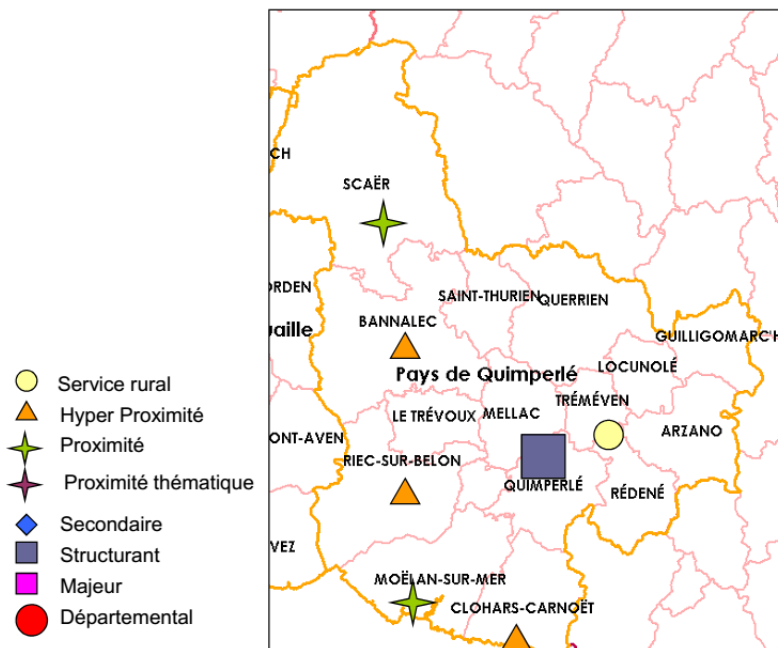 CH
SCAËR
ORDEN
SAINT-THURIEN
QUERRIEN
uaille
BANNALEC
GUILLIGOMARC'H
LOCUNOLÉ
Pays de Quimperlé
TRÉMÉVEN
LE TRÉVOUX
MELLAC
ARZANO
ONT-AVEN
RIEC-SUR-BELON
QUIMPERLÉ
RÉDENÉ
VEZ
MOËLAN-SUR-MER
CLOHARS-CARNOËT
Service rural
Hyper Proximité
Proximité
Proximité thématique
Secondaire
Structurant
Majeur
Départemental